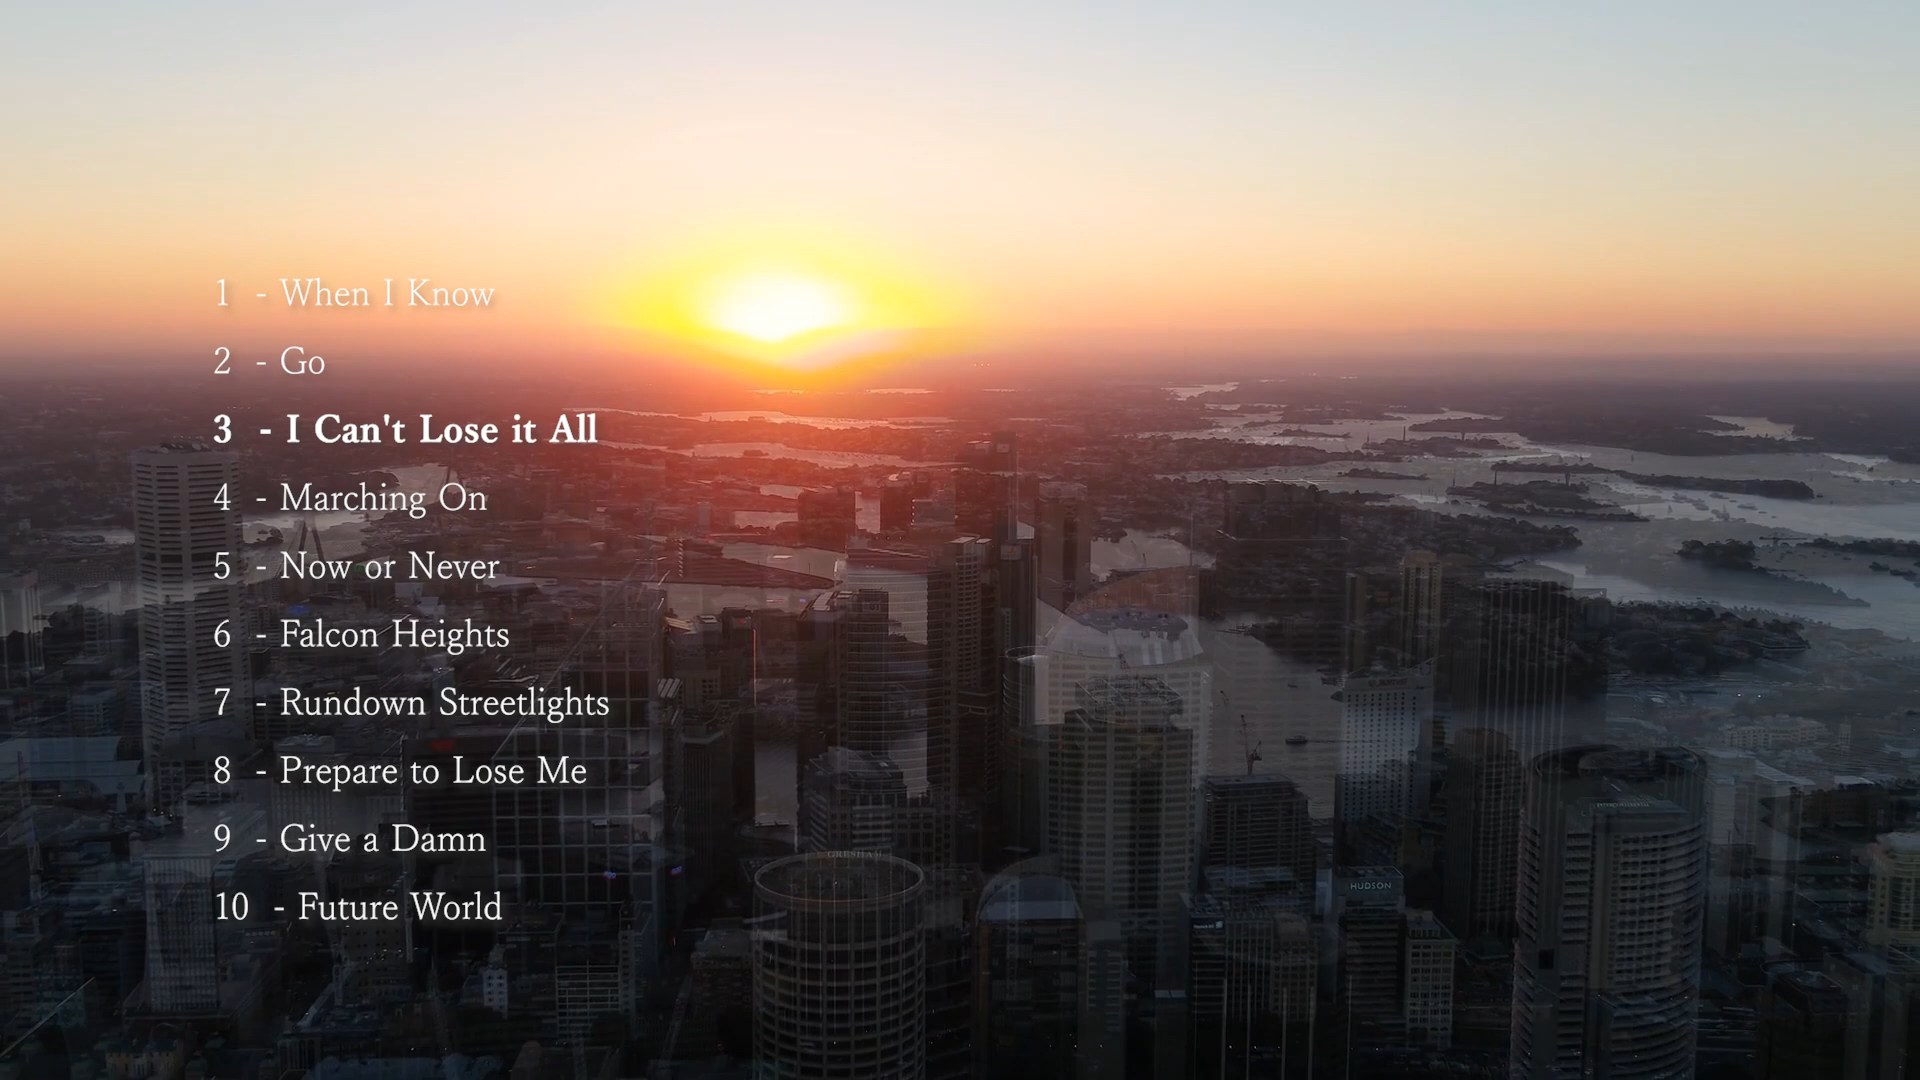 1 - When I Know
2 - Go
3 - I Can't Lose it All
4 - Marching On
5 - Now or Never
6 - Falcon Heights
7 - Rundown Streetlights
8 - Prepare to Lose Me
9 - Give a Damn
10 - Future World
GRESHAM
HUDSON